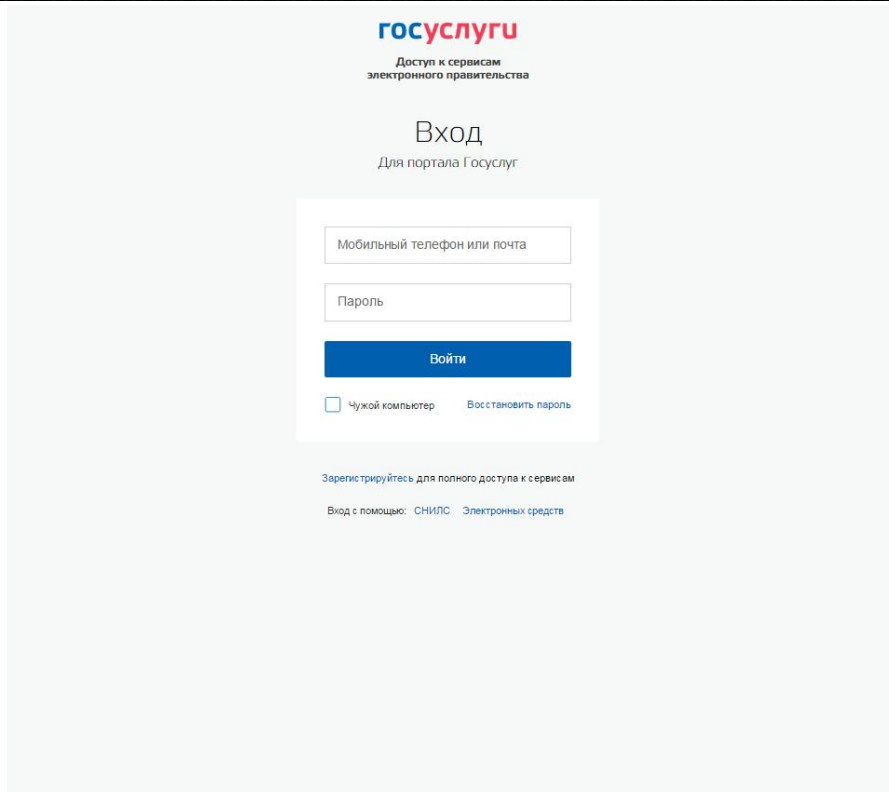 госуслуги
Доступ к сервисам
электронного правительства
Вход
Для портала Госуслуг
Мобильный телефон или почта
Пароль
Войти
Чужой компьютер Восстановить пароль
Зарегистрируйтесь для полного доступа к сервисам
Вход с помощью: СНИЛС Электронных средств